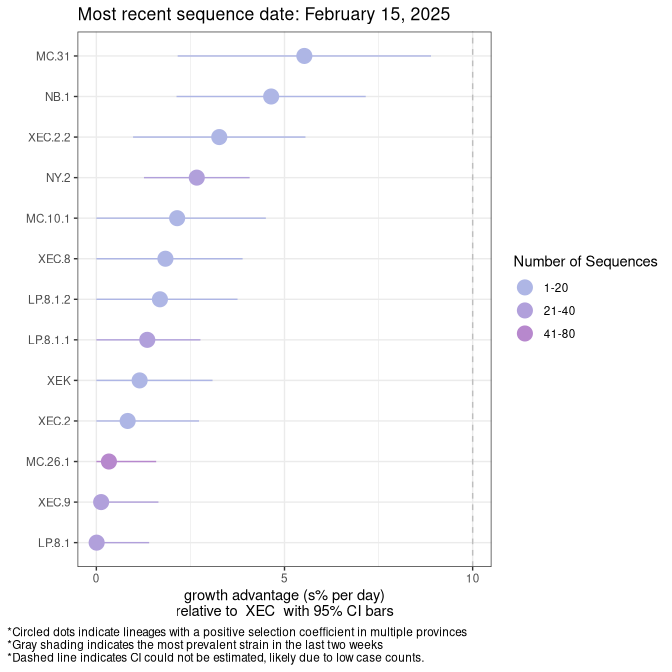 Most recent sequence date: February 15, 2025
MC.31
NB.1
XEC.2.2
NY.2
MC.10.1
XEC.8
LP.8.1.2
LP.8.1.1
XEK
XEC.2
MC.26.1
XEC.9
LP.8.1
0 5 10
growth advantage (s% per day)
relative to XEC with 95% CI bars
Number of Sequences
1-20
21-40
41-80
*Circled dots indicate lineages with a positive selection coefficient in multiple provinces
*Gray shading indicates the most prevalent strain in the last two weeks
*Dashed line indicates CI could not be estimated, likely due to low case counts.